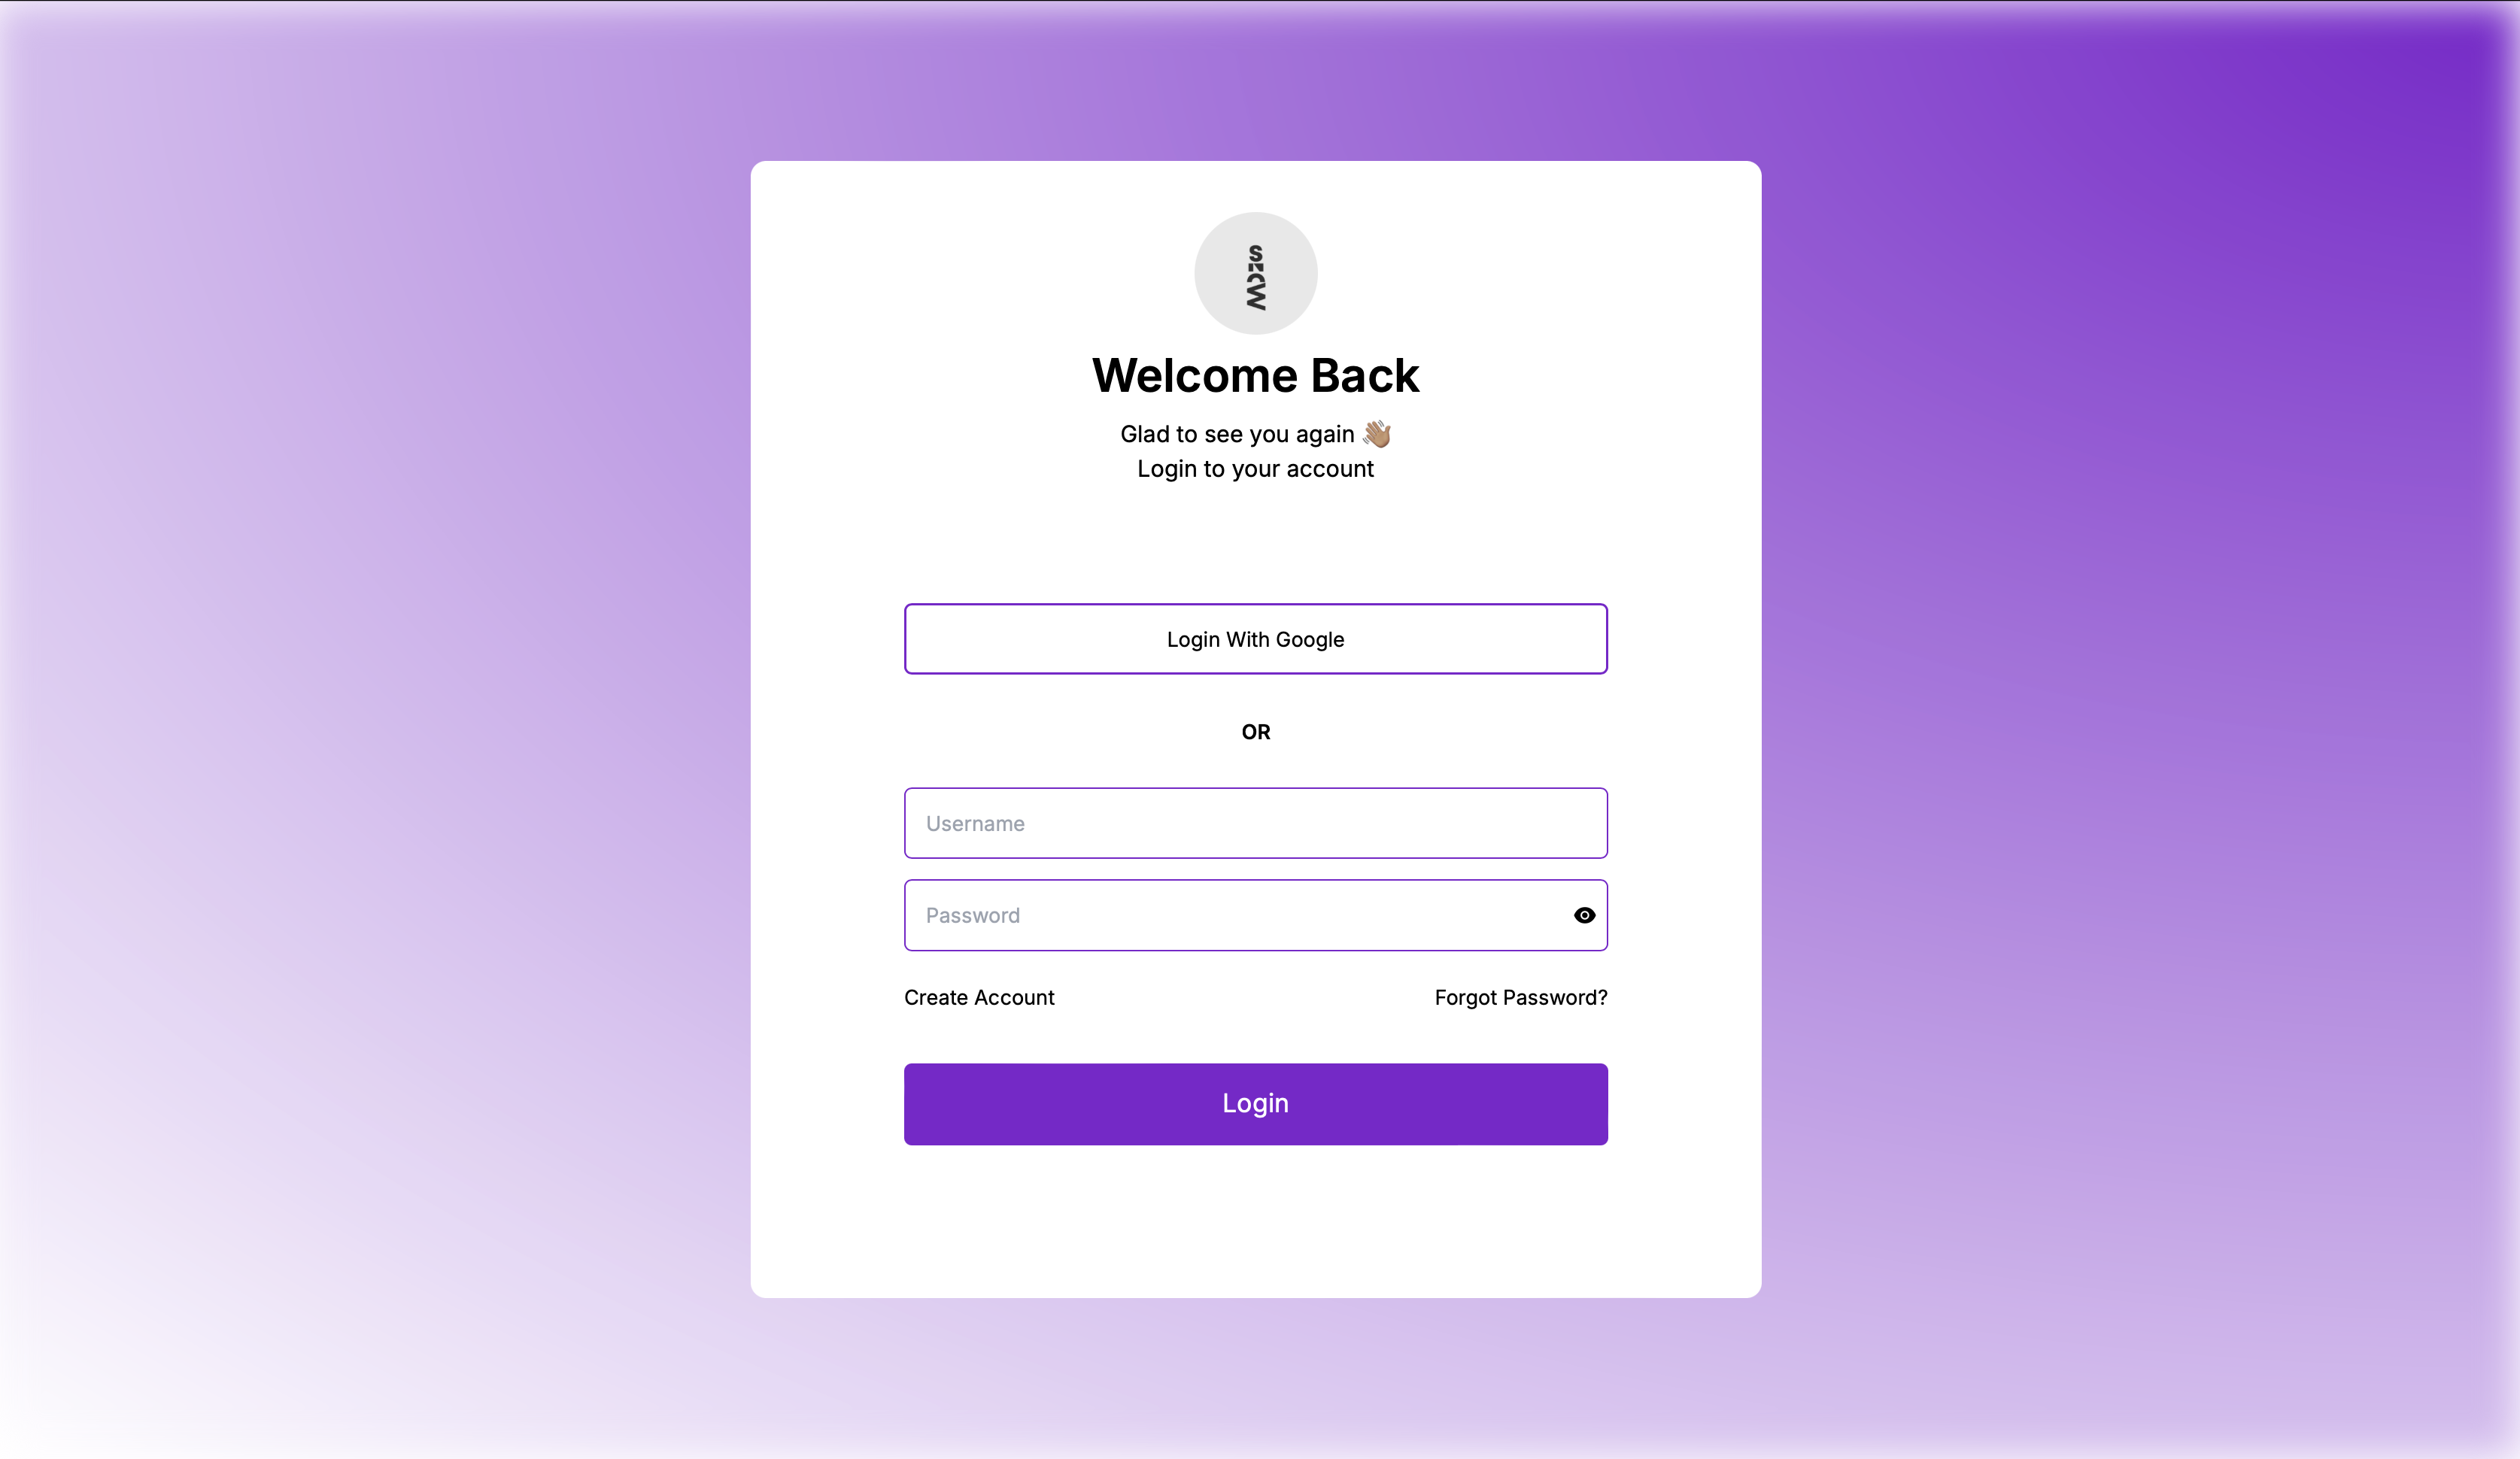 Welcome Back
Glad to see you again 👋🏽
Login to your account
Login With Google
OR
Username
Password
Create Account
Forgot Password?
Login